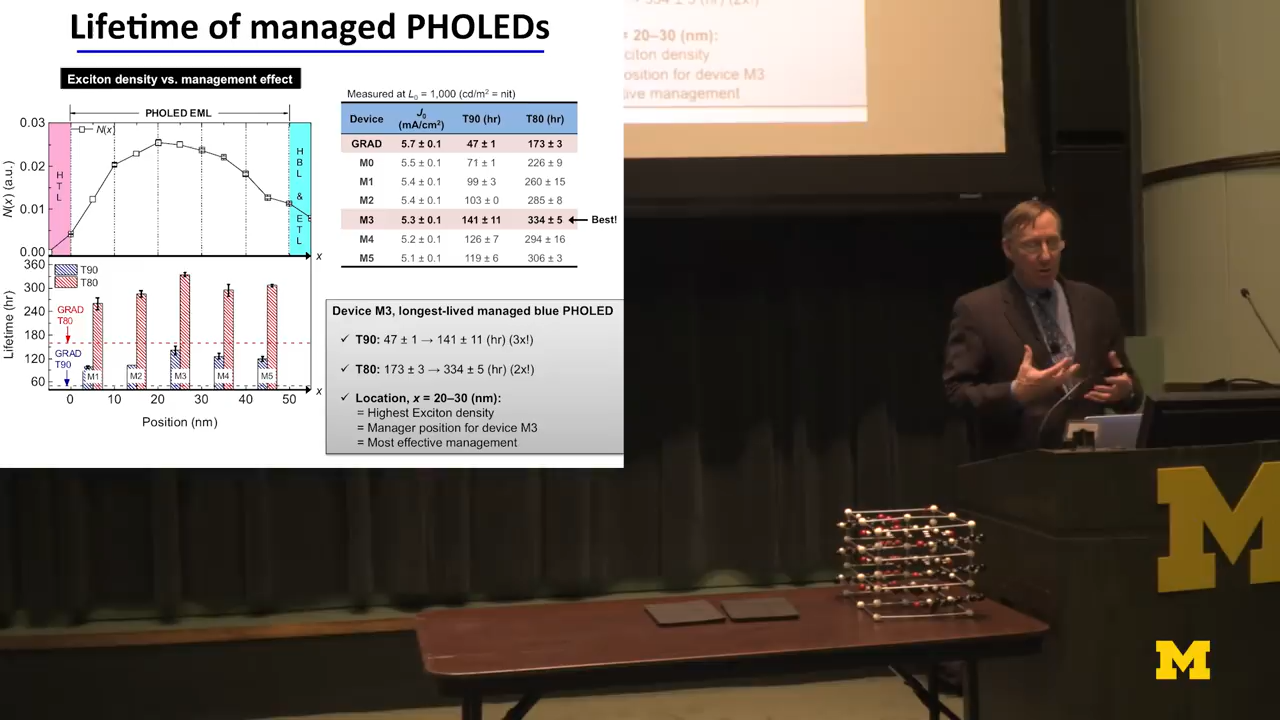 Lifetime of managed PHOLEDs
Exciton density vs. management effect
PHOLED EML
N(x)
0.03
0.02
0.01
0.00
N(x) (a.u.)
HTL
HBL & ETL
x
360
300
240
180
120
60
Lifetime (hr)
T90
T80
GRAD
T80
GRAD
T90
M1
M2
M3
M4
M5
x
0 10 20 30 40 50
Position (nm)
Measured at L₀ = 1,000 (cd/m² = nit)
Device J₀ (mA/cm²) T90 (hr) T80 (hr)
GRAD 5.7 ± 0.1 47 ± 1 173 ± 3
M0 5.5 ± 0.1 71 ± 1 226 ± 9
M1 5.4 ± 0.1 99 ± 3 260 ± 15
M2 5.4 ± 0.1 103 ± 0 285 ± 8
M3 5.3 ± 0.1 141 ± 11 334 ± 5 Best!
M4 5.2 ± 0.1 126 ± 7 294 ± 16
M5 5.1 ± 0.1 119 ± 6 306 ± 3
Device M3, longest-lived managed blue PHOLED
✓ T90: 47 ± 1 → 141 ± 11 (hr) (3x!)
✓ T80: 173 ± 3 → 334 ± 5 (hr) (2x!)
✓ Location, x = 20–30 (nm):
= Highest Exciton density
= Manager position for device M3
= Most effective management
→ 334 ± 5 (hr) (2x!)
= 20–30 (nm):
citon density
osition for device M3
tive management
M
M